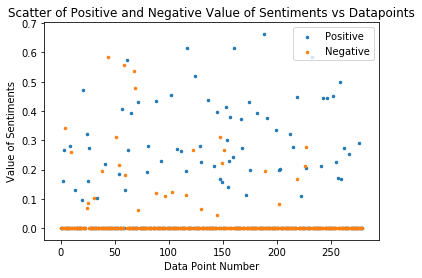 Scatter of Positive and Negative Value of Sentiments vs Datapoints
0.7
0.6
0.5
0.4
0.3
0.2
0.1
0.0
Value of Sentiments
Positive
Negative
0 50 100 150 200 250
Data Point Number